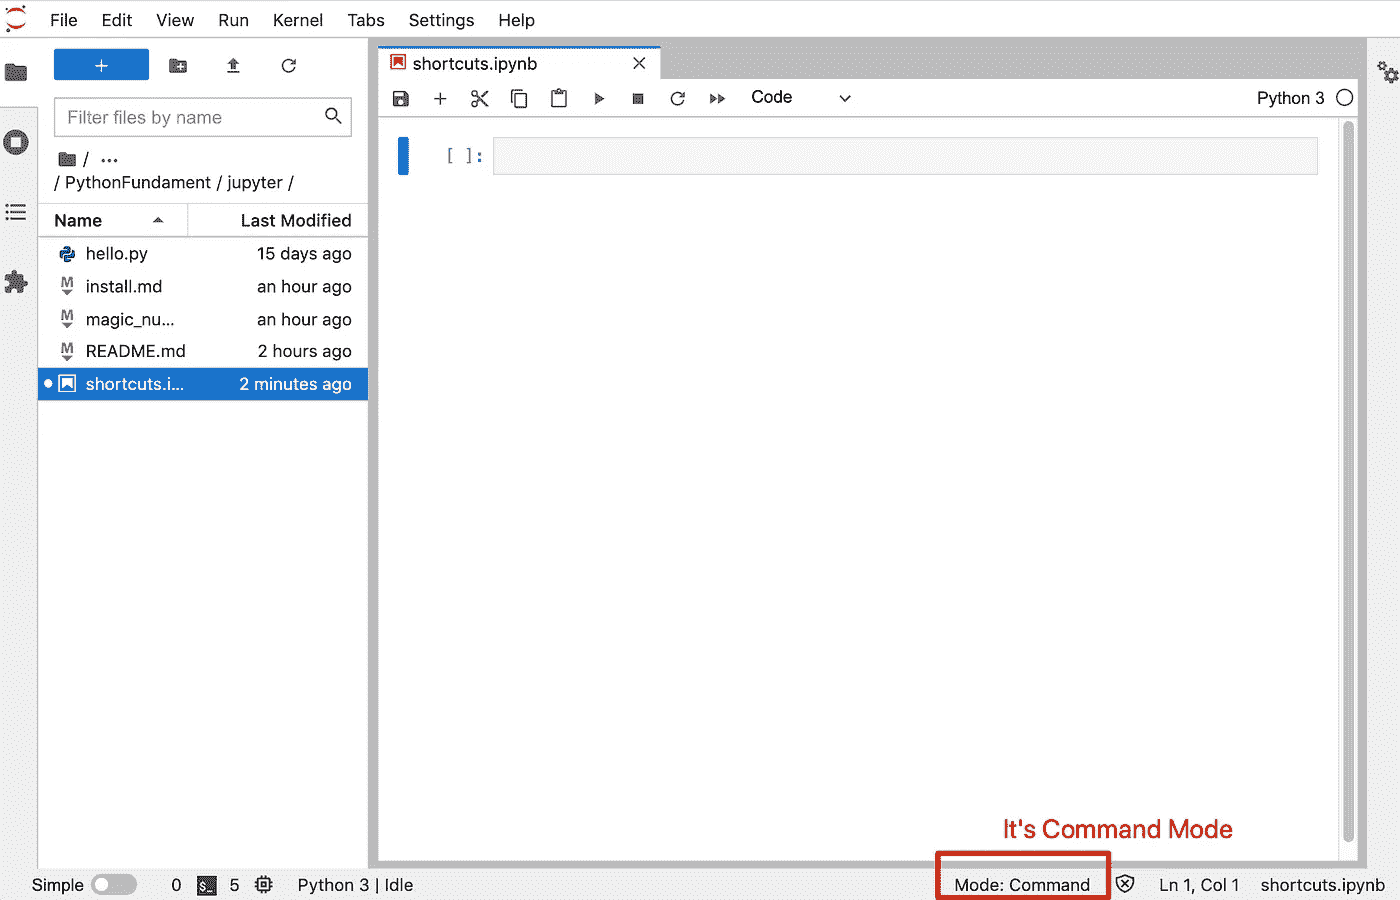 File Edit View Run Kernel Tabs Settings Help
shortcuts.ipynb
Code
Python 3
Filter files by name
[ ]:
/ ...
/ PythonFundament / jupyter /
Name Last Modified
hello.py 15 days ago
install.md an hour ago
magic_nu... an hour ago
README.md 2 hours ago
shortcuts.i... 2 minutes ago
It's Command Mode
Simple 0 $_ 5 Python 3 | Idle Mode: Command Ln 1, Col 1 shortcuts.ipynb